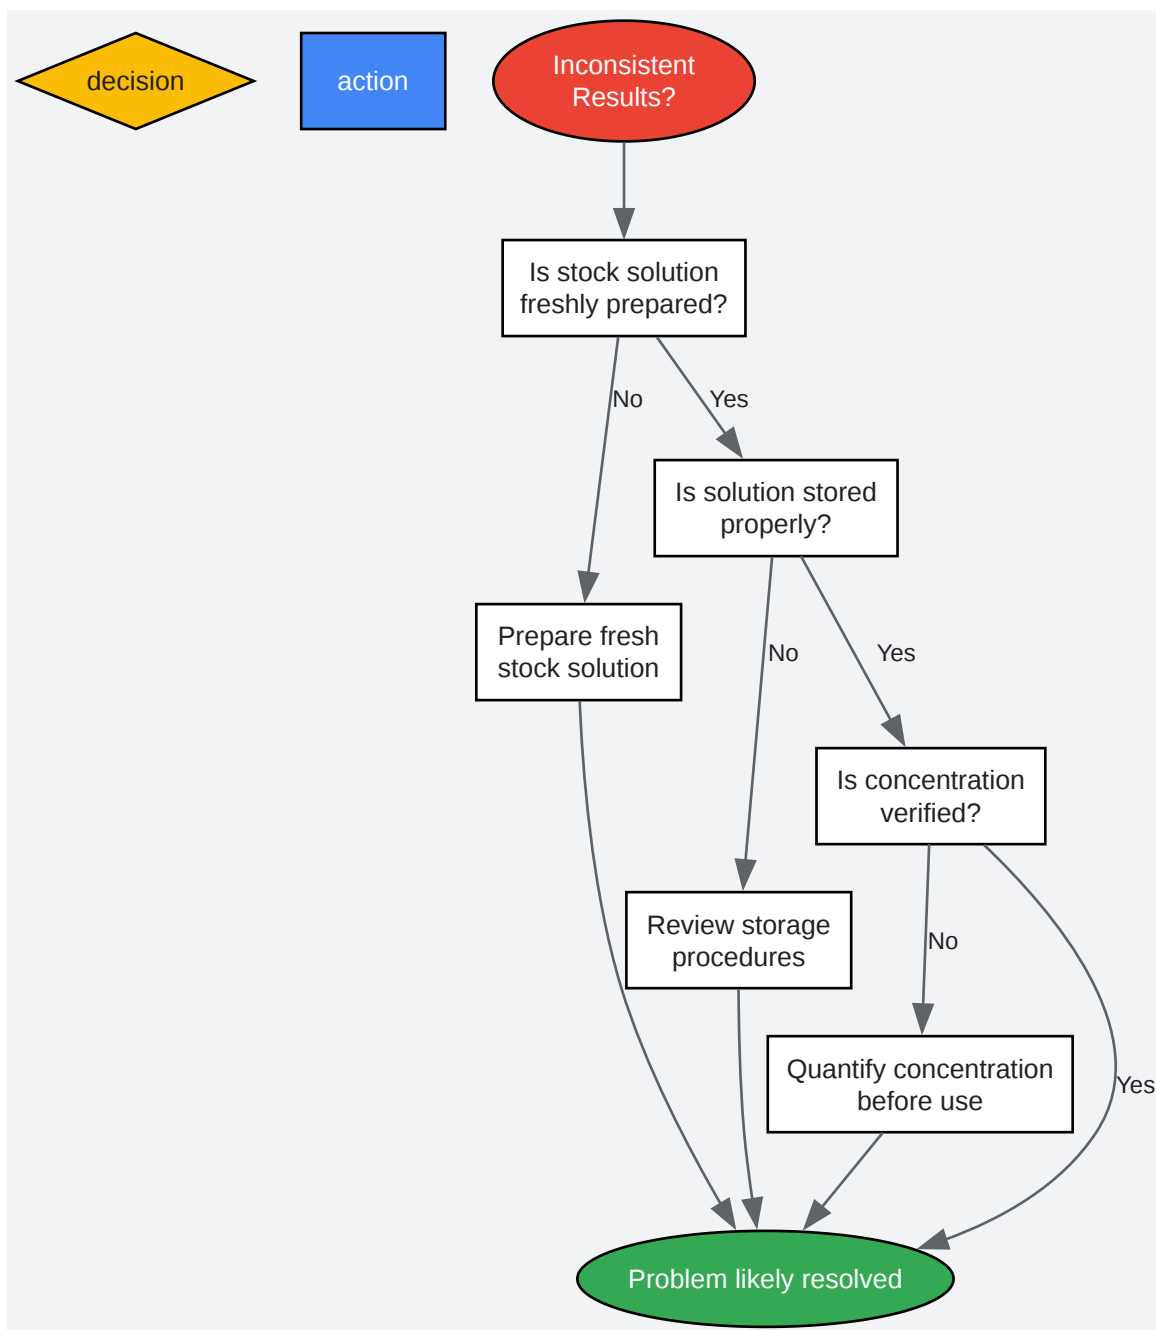 decision
action
Inconsistent
Results?
Is stock solution
freshly prepared?
No
Yes
Is solution stored
properly?
Prepare fresh
stock solution
No
Yes
Is concentration
verified?
Review storage
procedures
No
Quantify concentration
before use
Yes
Problem likely resolved